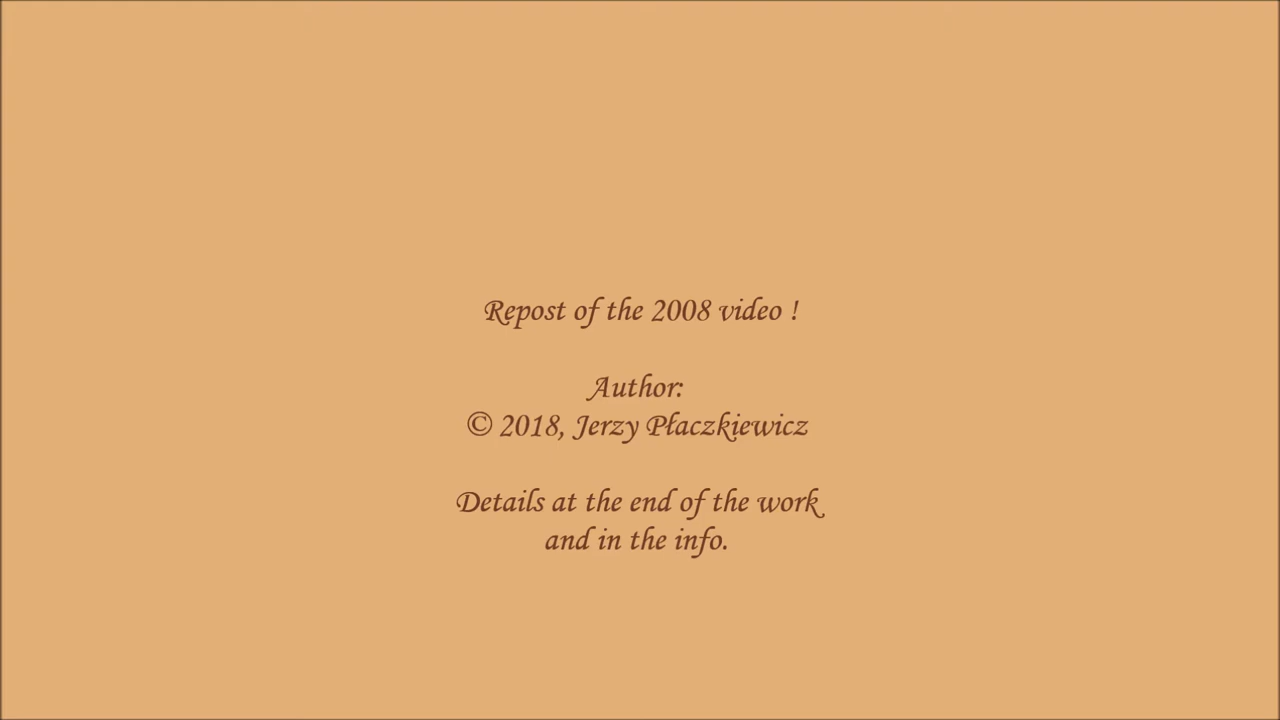 Repost of the 2008 video !
Author:
© 2018, Jerzy Płaczkiewicz
Details at the end of the work
and in the info.